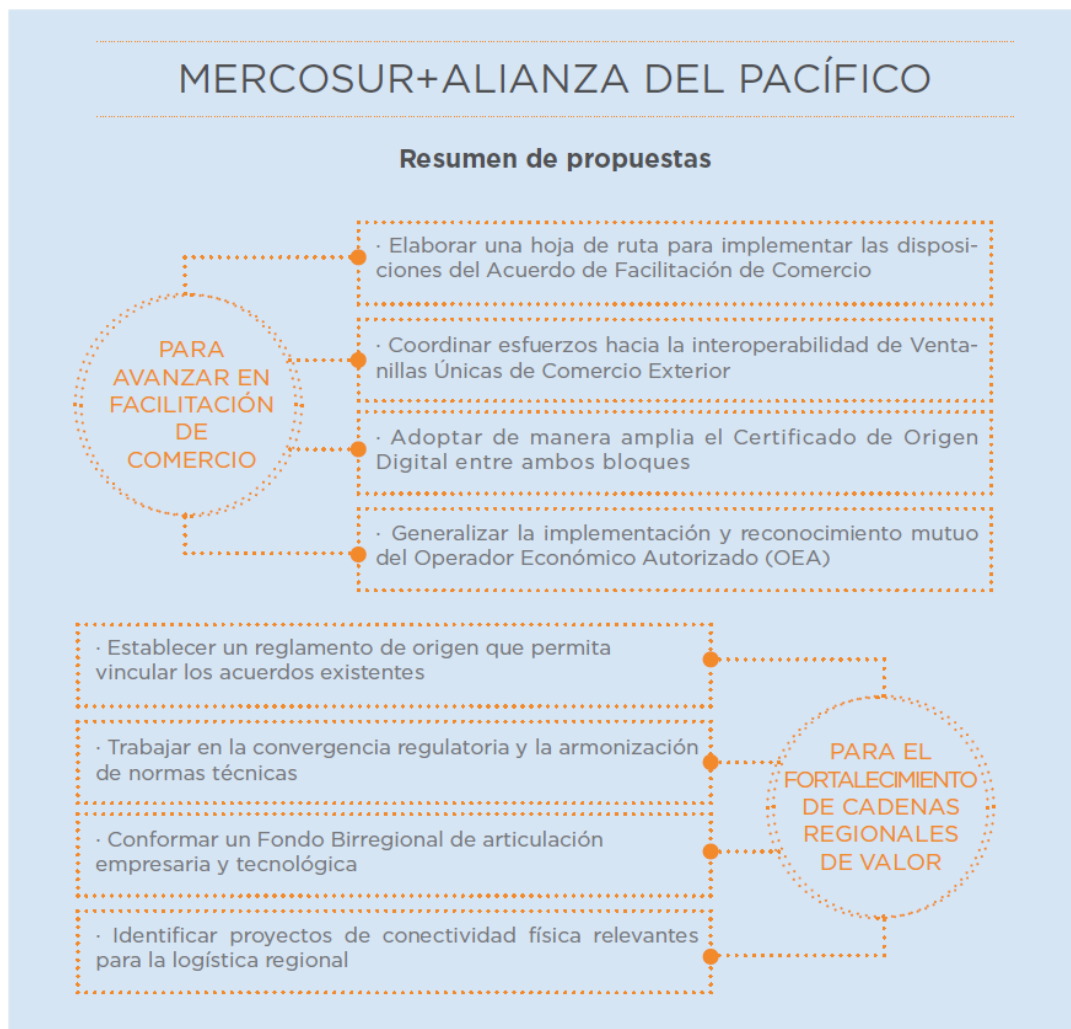 MERCOSUR+ALIANZA DEL PACÍFICO
Resumen de propuestas
PARA
AVANZAR EN
FACILITACIÓN
DE
COMERCIO
· Elaborar una hoja de ruta para implementar las disposi-
ciones del Acuerdo de Facilitación de Comercio
· Coordinar esfuerzos hacia la interoperabilidad de Venta-
nillas Únicas de Comercio Exterior
· Adoptar de manera amplia el Certificado de Origen
Digital entre ambos bloques
· Generalizar la implementación y reconocimiento mutuo
del Operador Económico Autorizado (OEA)
· Establecer un reglamento de origen que permita
vincular los acuerdos existentes
· Trabajar en la convergencia regulatoria y la armonización
de normas técnicas
· Conformar un Fondo Birregional de articulación
empresaria y tecnológica
· Identificar proyectos de conectividad física relevantes
para la logística regional
PARA EL
FORTALECIMIENTO
DE CADENAS
REGIONALES
DE VALOR